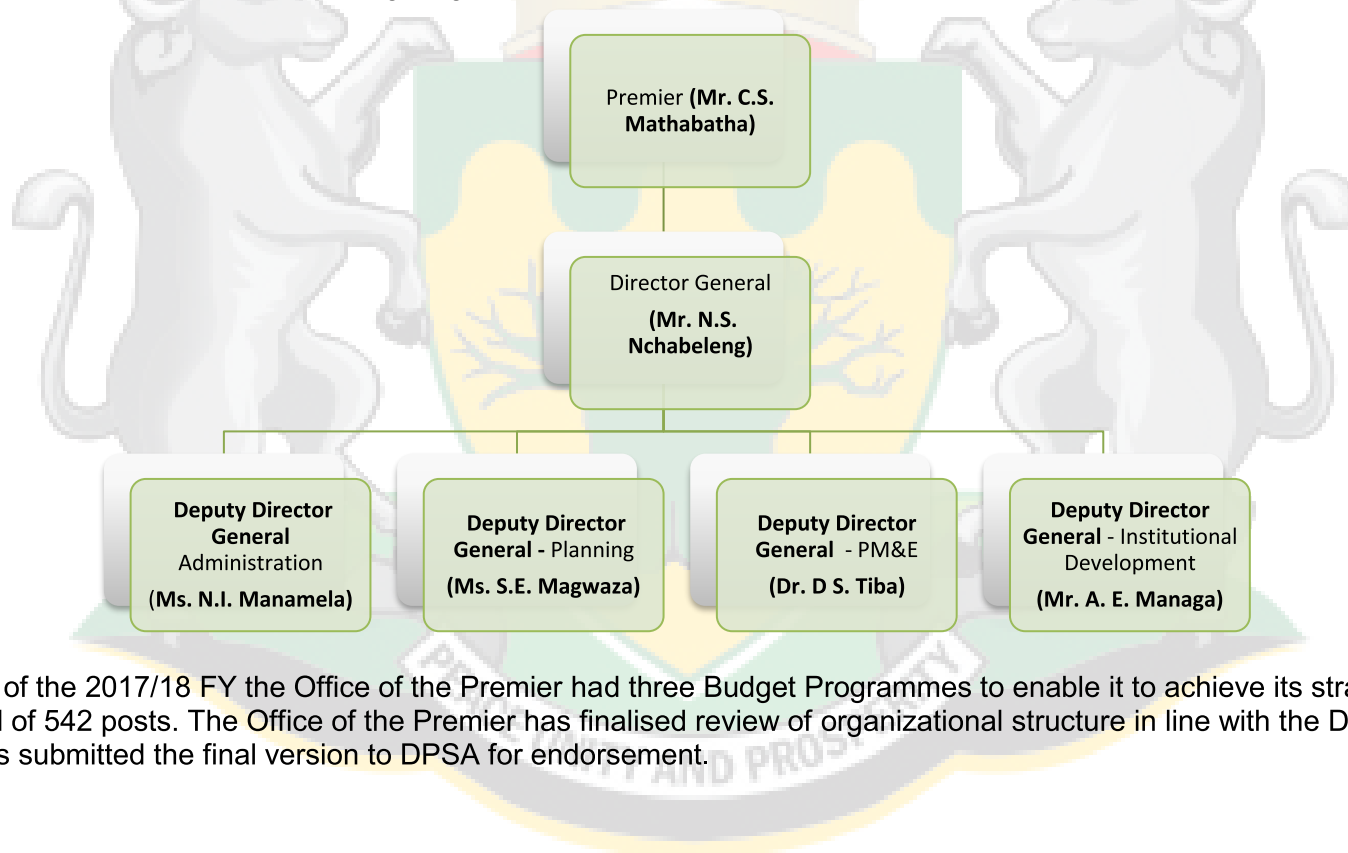 Premier (Mr. C.S.
Mathabatha)
Director General
(Mr. N.S.
Nchabeleng)
Deputy Director
General
Administration
(Ms. N.I. Manamela)
Deputy Director
General - Planning
(Ms. S.E. Magwaza)
Deputy Director
General - PM&E
(Dr. D S. Tiba)
Deputy Director
General - Institutional
Development
(Mr. A. E. Managa)
of the 2017/18 FY the Office of the Premier had three Budget Programmes to enable it to achieve its stra
of 542 posts. The Office of the Premier has finalised review of organizational structure in line with the D
s submitted the final version to DPSA for endorsement.
PEACE UNITY AND PROSPERITY